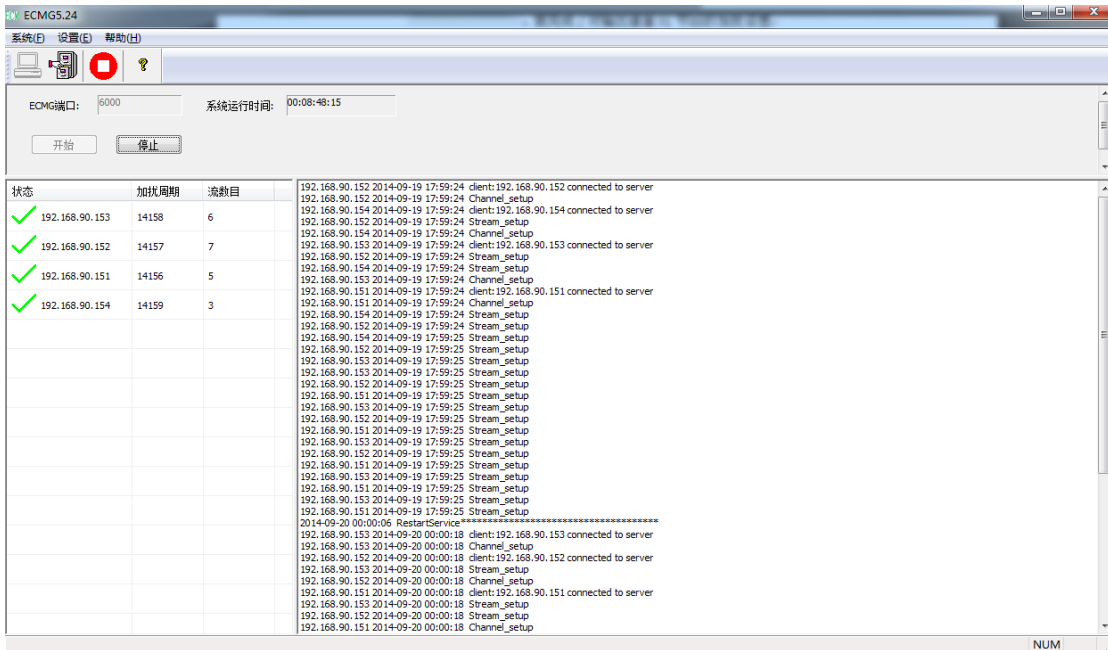 ECMG5.24
系统(F) 设置(E) 帮助(H)
ECMG端口: 6000 系统运行时间: 00:08:48:15
开始 停止
状态 加扰周期 流数目
192.168.90.153 14158 6
192.168.90.152 14157 7
192.168.90.151 14156 5
192.168.90.154 14159 3
192.168.90.152 2014-09-19 17:59:24 client:192.168.90.152 connected to server
192.168.90.152 2014-09-19 17:59:24 Channel_setup
192.168.90.154 2014-09-19 17:59:24 client:192.168.90.154 connected to server
192.168.90.152 2014-09-19 17:59:24 Stream_setup
192.168.90.154 2014-09-19 17:59:24 Channel_setup
192.168.90.153 2014-09-19 17:59:24 client:192.168.90.153 connected to server
192.168.90.152 2014-09-19 17:59:24 Stream_setup
192.168.90.154 2014-09-19 17:59:24 Stream_setup
192.168.90.153 2014-09-19 17:59:24 Channel_setup
192.168.90.151 2014-09-19 17:59:24 client:192.168.90.151 connected to server
192.168.90.151 2014-09-19 17:59:24 Channel_setup
192.168.90.154 2014-09-19 17:59:24 Stream_setup
192.168.90.152 2014-09-19 17:59:24 Stream_setup
192.168.90.154 2014-09-19 17:59:25 Stream_setup
192.168.90.152 2014-09-19 17:59:25 Stream_setup
192.168.90.153 2014-09-19 17:59:25 Stream_setup
192.168.90.153 2014-09-19 17:59:25 Stream_setup
192.168.90.152 2014-09-19 17:59:25 Stream_setup
192.168.90.151 2014-09-19 17:59:25 Stream_setup
192.168.90.153 2014-09-19 17:59:25 Stream_setup
192.168.90.152 2014-09-19 17:59:25 Stream_setup
192.168.90.151 2014-09-19 17:59:25 Stream_setup
192.168.90.153 2014-09-19 17:59:25 Stream_setup
192.168.90.152 2014-09-19 17:59:25 Stream_setup
192.168.90.151 2014-09-19 17:59:25 Stream_setup
192.168.90.153 2014-09-19 17:59:25 Stream_setup
192.168.90.151 2014-09-19 17:59:25 Stream_setup
192.168.90.153 2014-09-19 17:59:25 Stream_setup
192.168.90.151 2014-09-19 17:59:25 Stream_setup
2014-09-20 00:00:06 RestartService*************************************
192.168.90.153 2014-09-20 00:00:18 client:192.168.90.153 connected to server
192.168.90.153 2014-09-20 00:00:18 Channel_setup
192.168.90.152 2014-09-20 00:00:18 client:192.168.90.152 connected to server
192.168.90.153 2014-09-20 00:00:18 Stream_setup
192.168.90.152 2014-09-20 00:00:18 Channel_setup
192.168.90.151 2014-09-20 00:00:18 client:192.168.90.151 connected to server
192.168.90.153 2014-09-20 00:00:18 Stream_setup
192.168.90.152 2014-09-20 00:00:18 Stream_setup
192.168.90.151 2014-09-20 00:00:18 Channel_setup
NUM